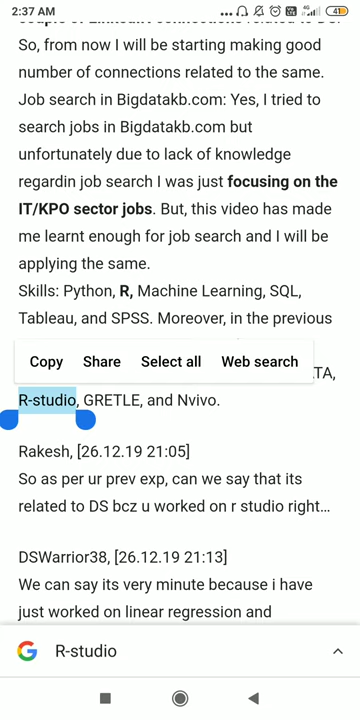 2:37 AM
4G
41
So, from now I will be starting making good
number of connections related to the same.
Job search in Bigdatakb.com: Yes, I tried to
search jobs in Bigdatakb.com but
unfortunately due to lack of knowledge
regardin job search I was just focusing on the
IT/KPO sector jobs. But, this video has made
me learnt enough for job search and I will be
applying the same.
Skills: Python, R, Machine Learning, SQL,
Tableau, and SPSS. Moreover, in the previous
Copy Share Select all Web search
TA,
R-studio, GRETLE, and Nvivo.
Rakesh, [26.12.19 21:05]
So as per ur prev exp, can we say that its
related to DS bcz u worked on r studio right...
DSWarrior38, [26.12.19 21:13]
We can say its very minute because i have
just worked on linear regression and
R-studio